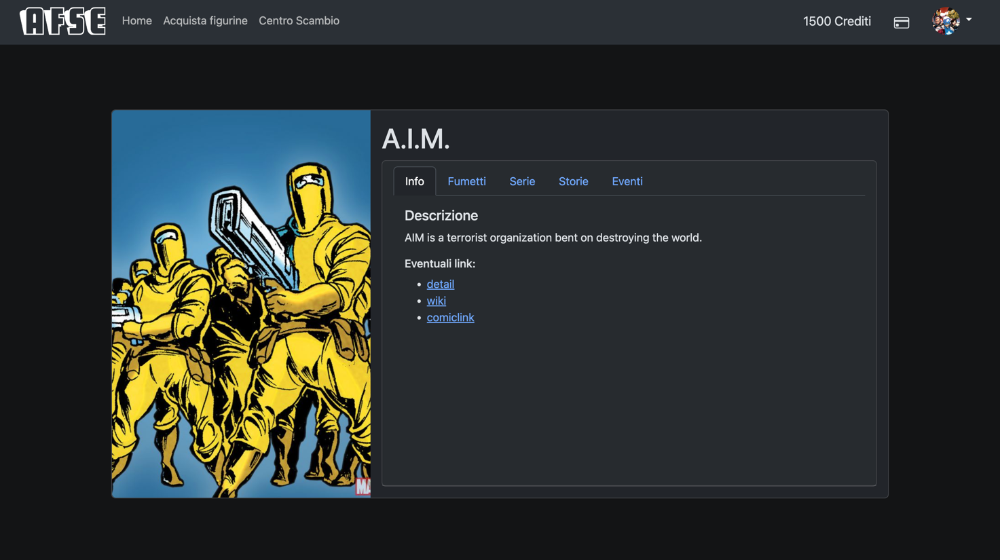 AFSE
Home
Acquista figurine
Centro Scambio
1500 Crediti
A.I.M.
Info
Fumetti
Serie
Storie
Eventi
Descrizione
AIM is a terrorist organization bent on destroying the world.
Eventuali link:
detail
wiki
comiclink
MA